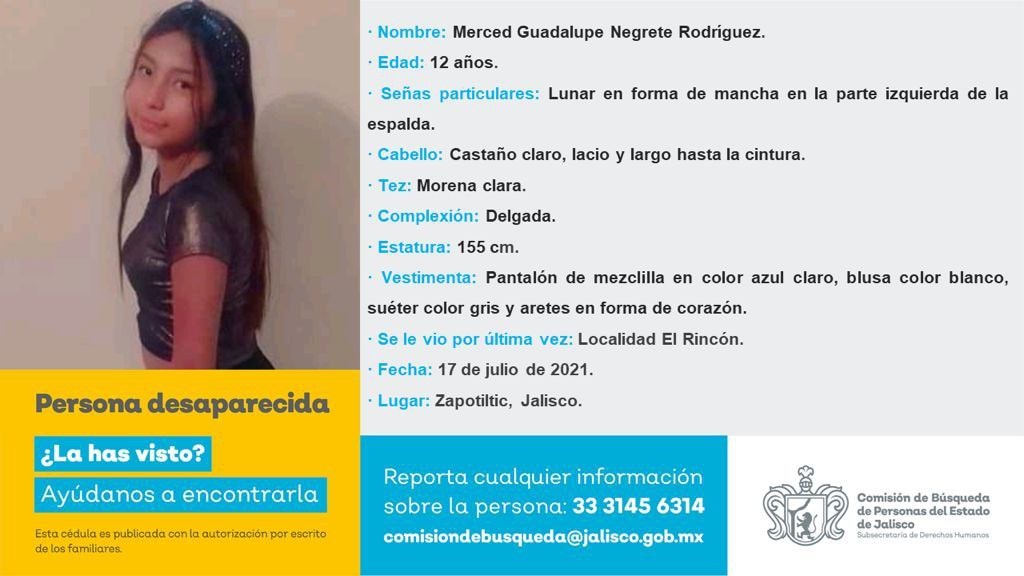 · Nombre: Merced Guadalupe Negrete Rodríguez.
· Edad: 12 años.
· Señas particulares: Lunar en forma de mancha en la parte izquierda de la
espalda.
· Cabello: Castaño claro, lacio y largo hasta la cintura.
· Tez: Morena clara.
· Complexión: Delgada.
· Estatura: 155 cm.
· Vestimenta: Pantalón de mezclilla en color azul claro, blusa color blanco,
suéter color gris y aretes en forma de corazón.
· Se le vio por última vez: Localidad El Rincón.
· Fecha: 17 de julio de 2021.
· Lugar: Zapotiltic, Jalisco.
Persona desaparecida
¿La has visto?
Ayúdanos a encontrarla
Esta cédula es publicada con la autorización por escrito
de los familiares.
Reporta cualquier información
sobre la persona: 33 3145 6314
comisiondebusqueda@jalisco.gob.mx
Comisión de Búsqueda
de Personas del Estado
de Jalisco
Subsecretaría de Derechos Humanos